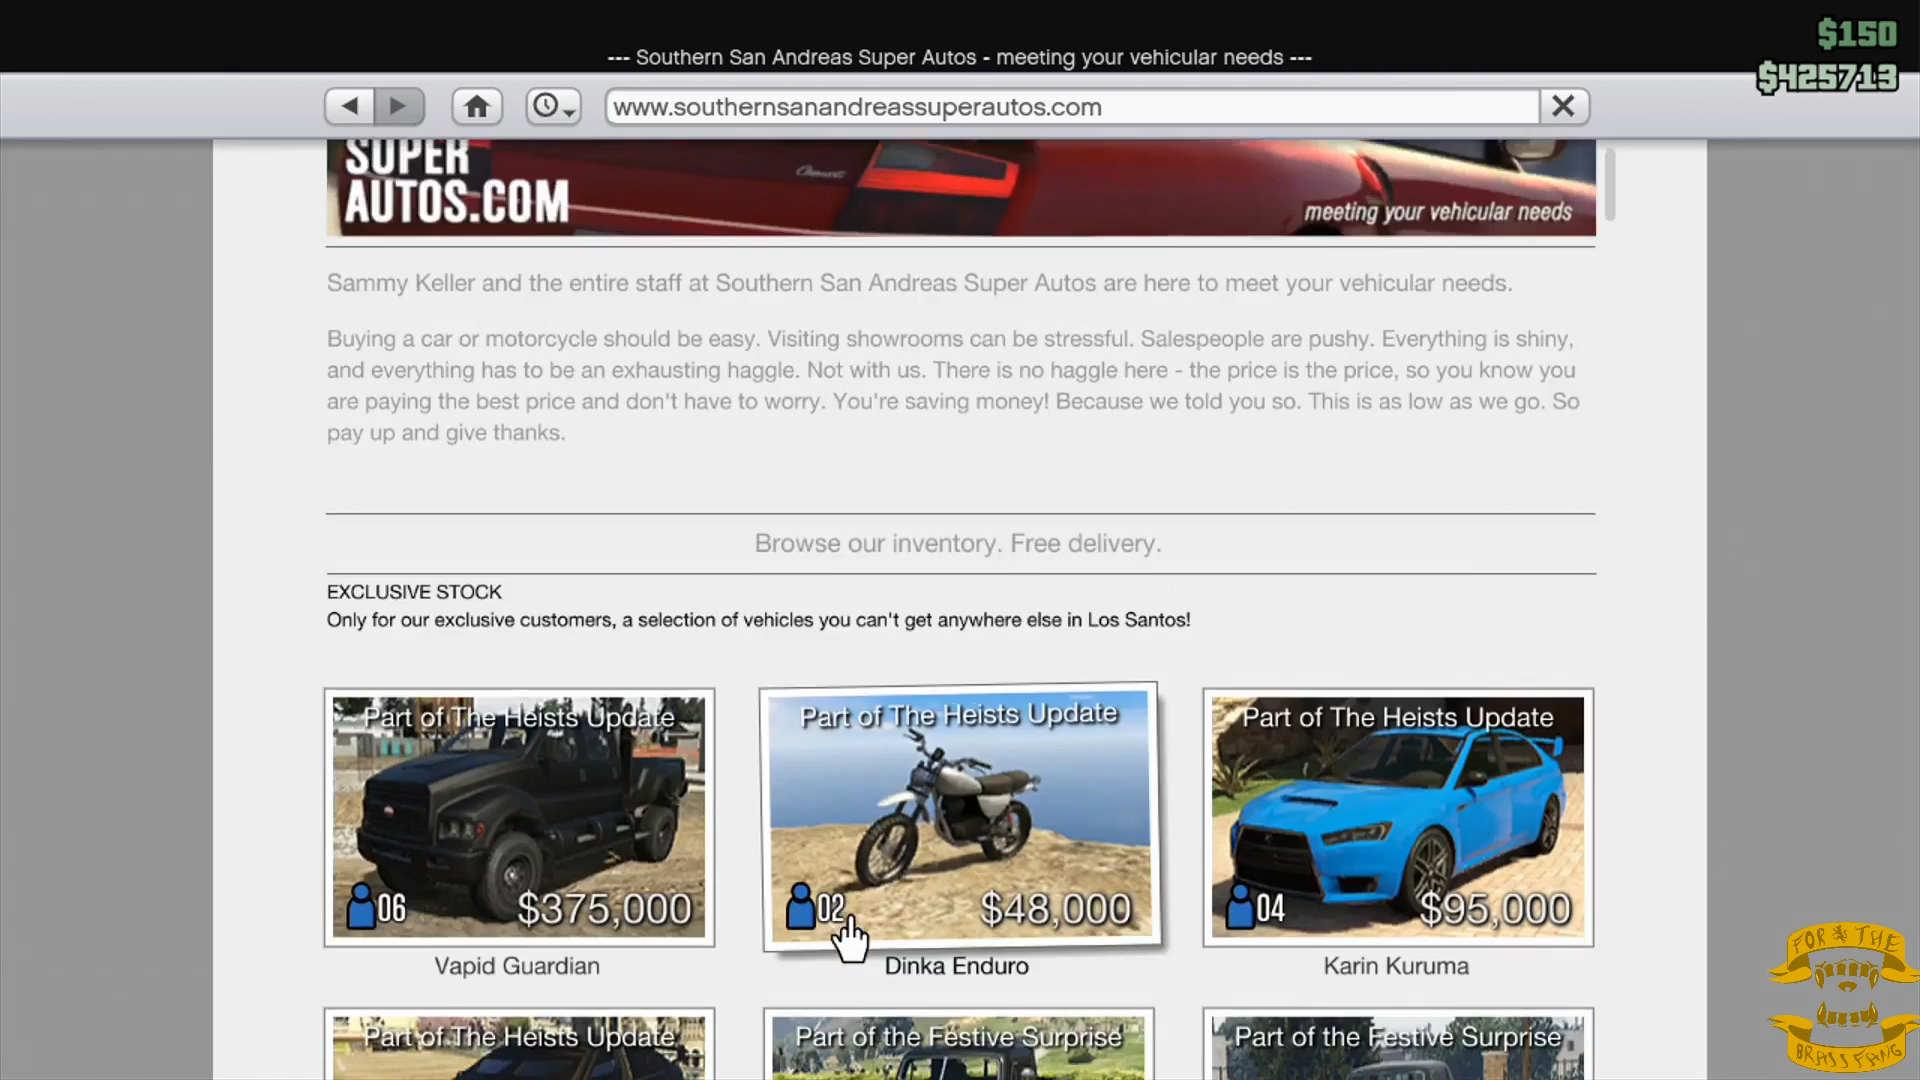 $150
--- Southern San Andreas Super Autos - meeting your vehicular needs ---
$425713
www.southernsanandreassuperautos.com
SUPER
AUTOS.COM
meeting your vehicular needs
Sammy Keller and the entire staff at Southern San Andreas Super Autos are here to meet your vehicular needs.
Buying a car or motorcycle should be easy. Visiting showrooms can be stressful. Salespeople are pushy. Everything is shiny,
and everything has to be an exhausting haggle. Not with us. There is no haggle here - the price is the price, so you know you
are paying the best price and don't have to worry. You're saving money! Because we told you so. This is as low as we go. So
pay up and give thanks.
Browse our inventory. Free delivery.
EXCLUSIVE STOCK
Only for our exclusive customers, a selection of vehicles you can't get anywhere else in Los Santos!
Part of The Heists Update
06
$375,000
Vapid Guardian
Part of The Heists Update
02
$48,000
Dinka Enduro
Part of The Heists Update
04
$95,000
Karin Kuruma
Part of The Heists Update
Part of the Festive Surprise
Part of the Festive Surprise
FOR THE
BRASS FANG